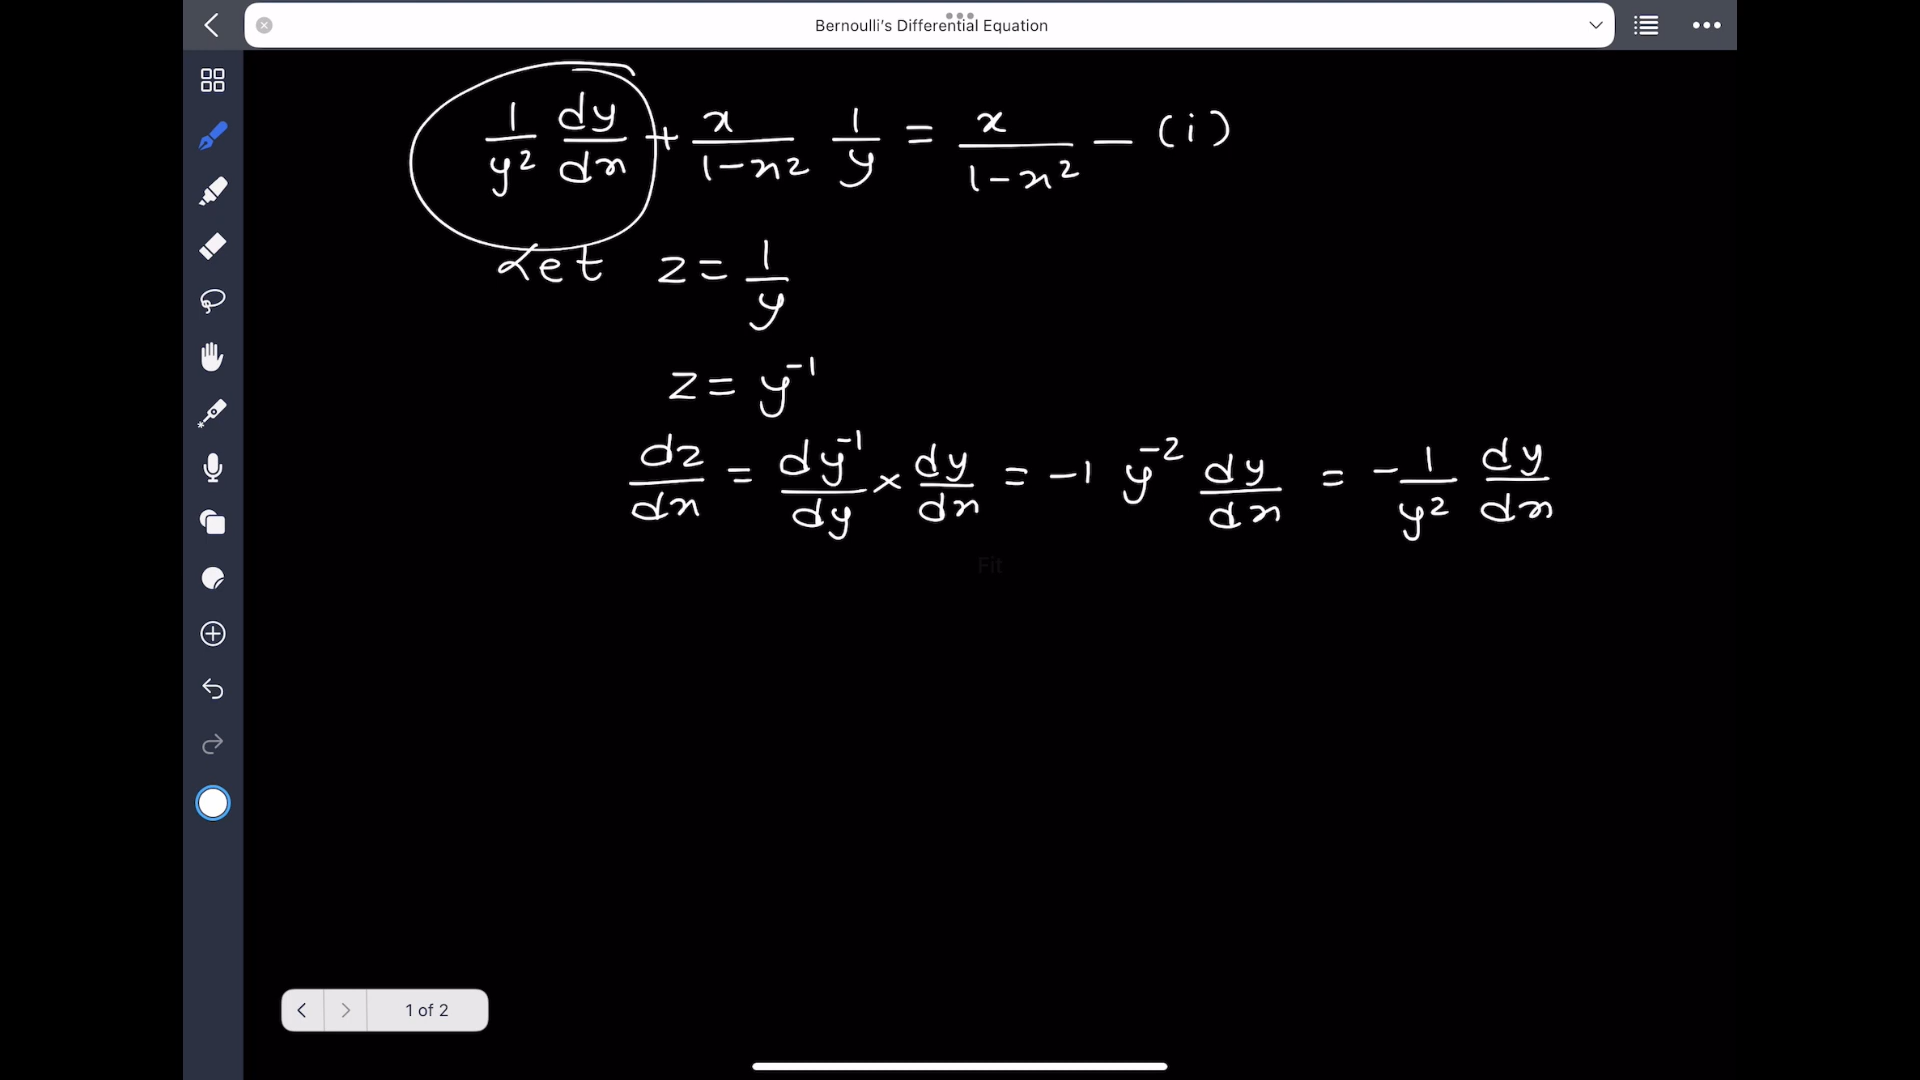 Bernoulli's Differential Equation
1/y² dy/dx + x/1-x² 1/y = x/1-x² — (i)
Let z = 1/y
z = y⁻¹
dz/dx = dy⁻¹/dy × dy/dx = -1 y⁻² dy/dx = - 1/y² dy/dx
Fit
1 of 2